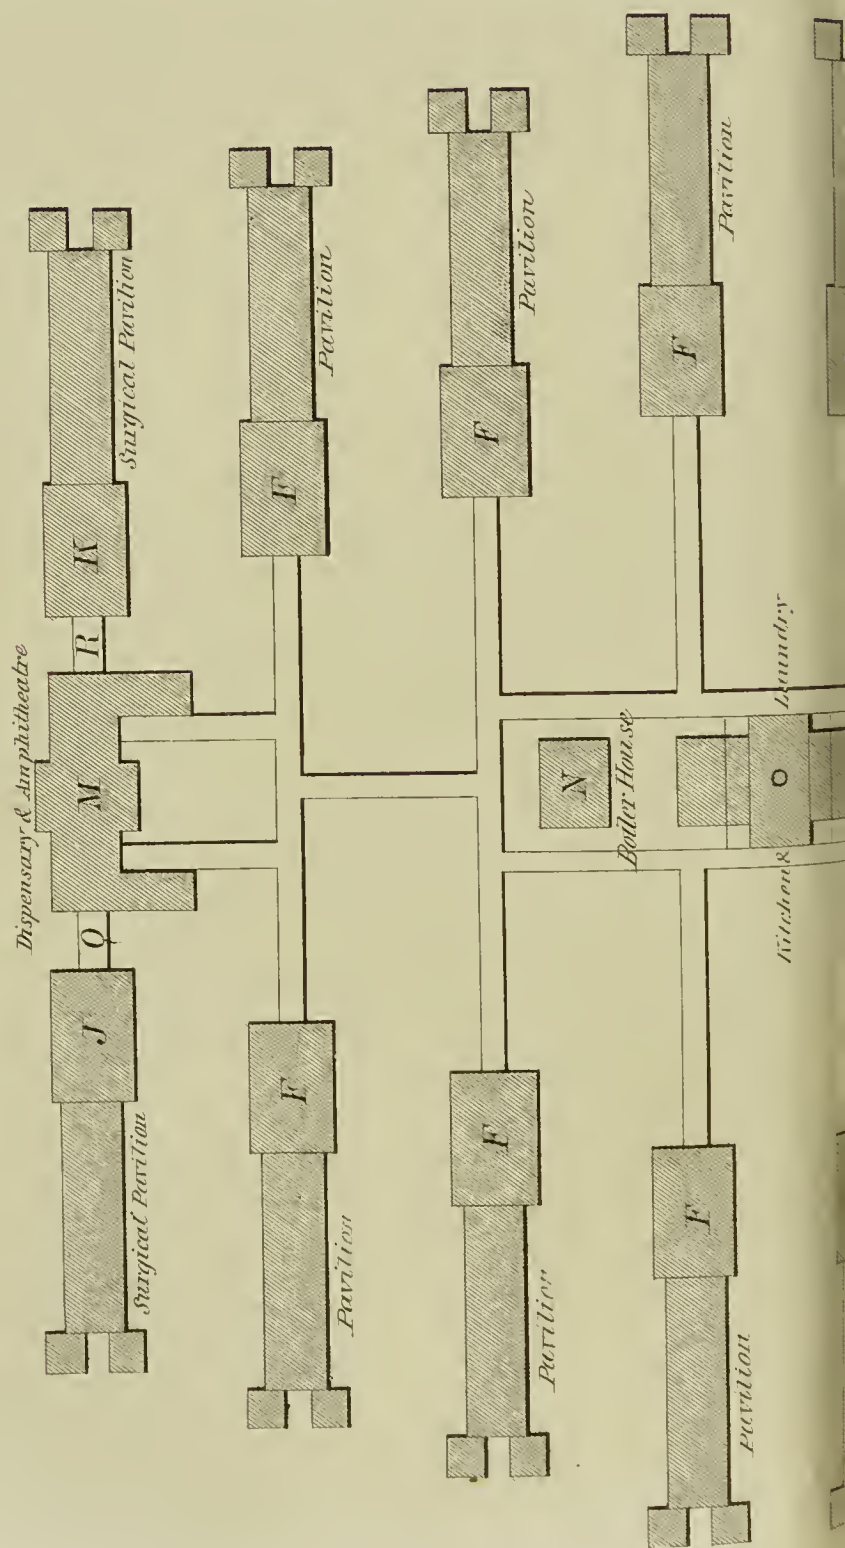 Dispensary & Amphitheatre
Surgical Pavilion
J
Q
M
R
K
Surgical Pavilion
Pavilion
F
F
Pavilion
Pavilion
F
F
Pavilion
N
Boiler House
Pavilion
F
F
Pavilion
Kitchen &
O
Laundry